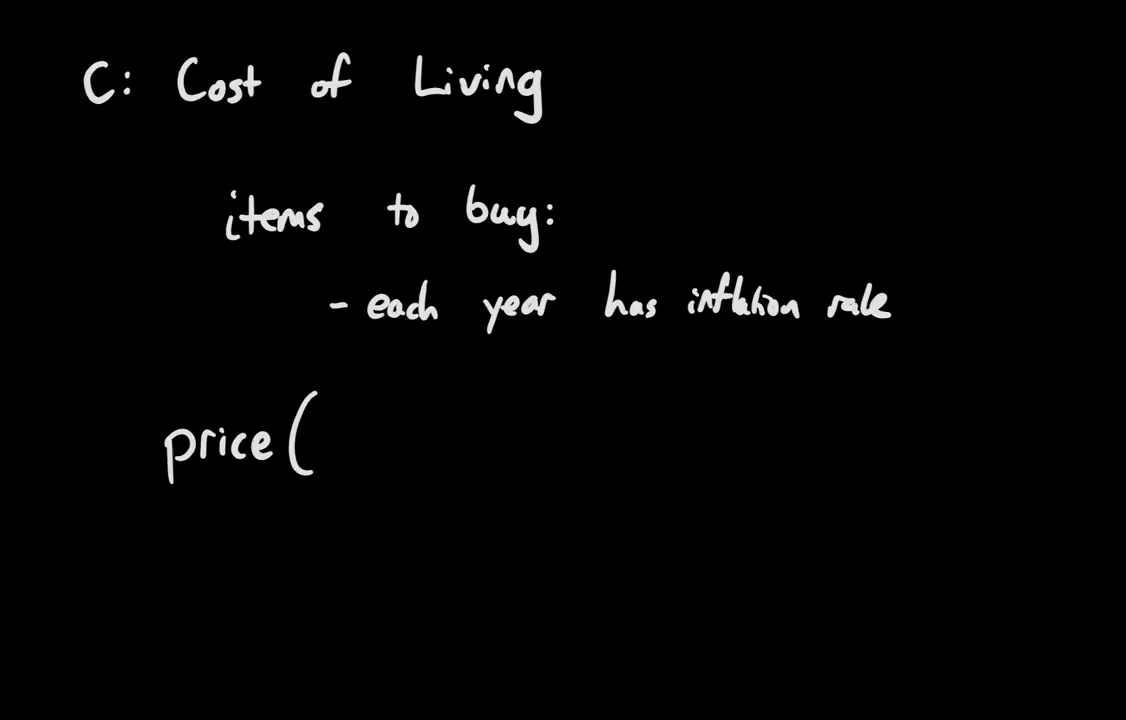 C: Cost of Living
items to buy:
- each year has inflation rate
price(